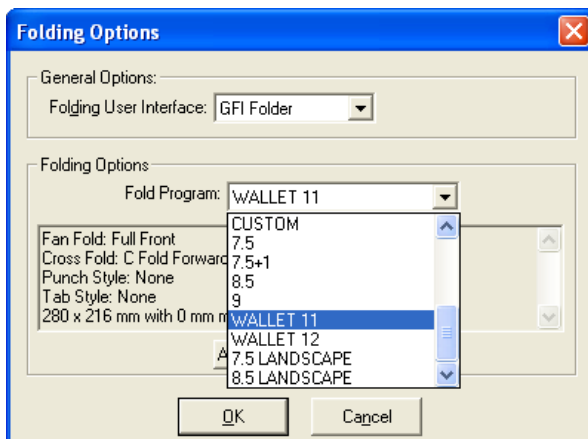 Folding Options
General Options:
Folding User Interface: GFI Folder
Folding Options
Fold Program: WALLET 11
CUSTOM
7.5
7.5+1
8.5
9
WALLET 11
WALLET 12
7.5 LANDSCAPE
8.5 LANDSCAPE
Fan Fold: Full Front
Cross Fold: C Fold Forward
Punch Style: None
Tab Style: None
280 x 216 mm with 0 mm
OK
Cancel